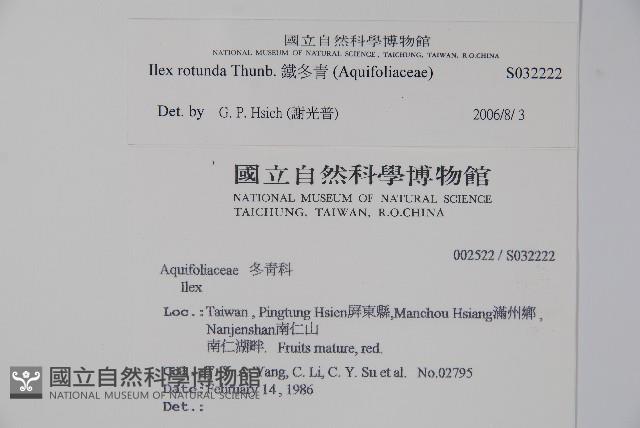 國立自然科學博物館
NATIONAL MUSEUM OF NATURAL SCIENCE, TAICHUNG, TAIWAN, R.O.CHINA
Ilex rotunda Thunb. 鐵冬青 (Aquifoliaceae) S032222
Det. by G. P. Hsich (謝光普) 2006/8/ 3
國立自然科學博物館
NATIONAL MUSEUM OF NATURAL SCIENCE
TAICHUNG, TAIWAN, R.O.CHINA
002522 / S032222
Aquifoliaceae 冬青科
Ilex
Loc.: Taiwan , Pingtung Hsien屏東縣,Manchou Hsiang滿州鄉 ,
Nanjenshan南仁山
南仁湖畔. Fruits mature, red.
Yang, C. Li, C. Y. Su et al. No.02795
Date: February 14 , 1986
Det.:
國立自然科學博物館
NATIONAL MUSEUM OF NATURAL SCIENCE